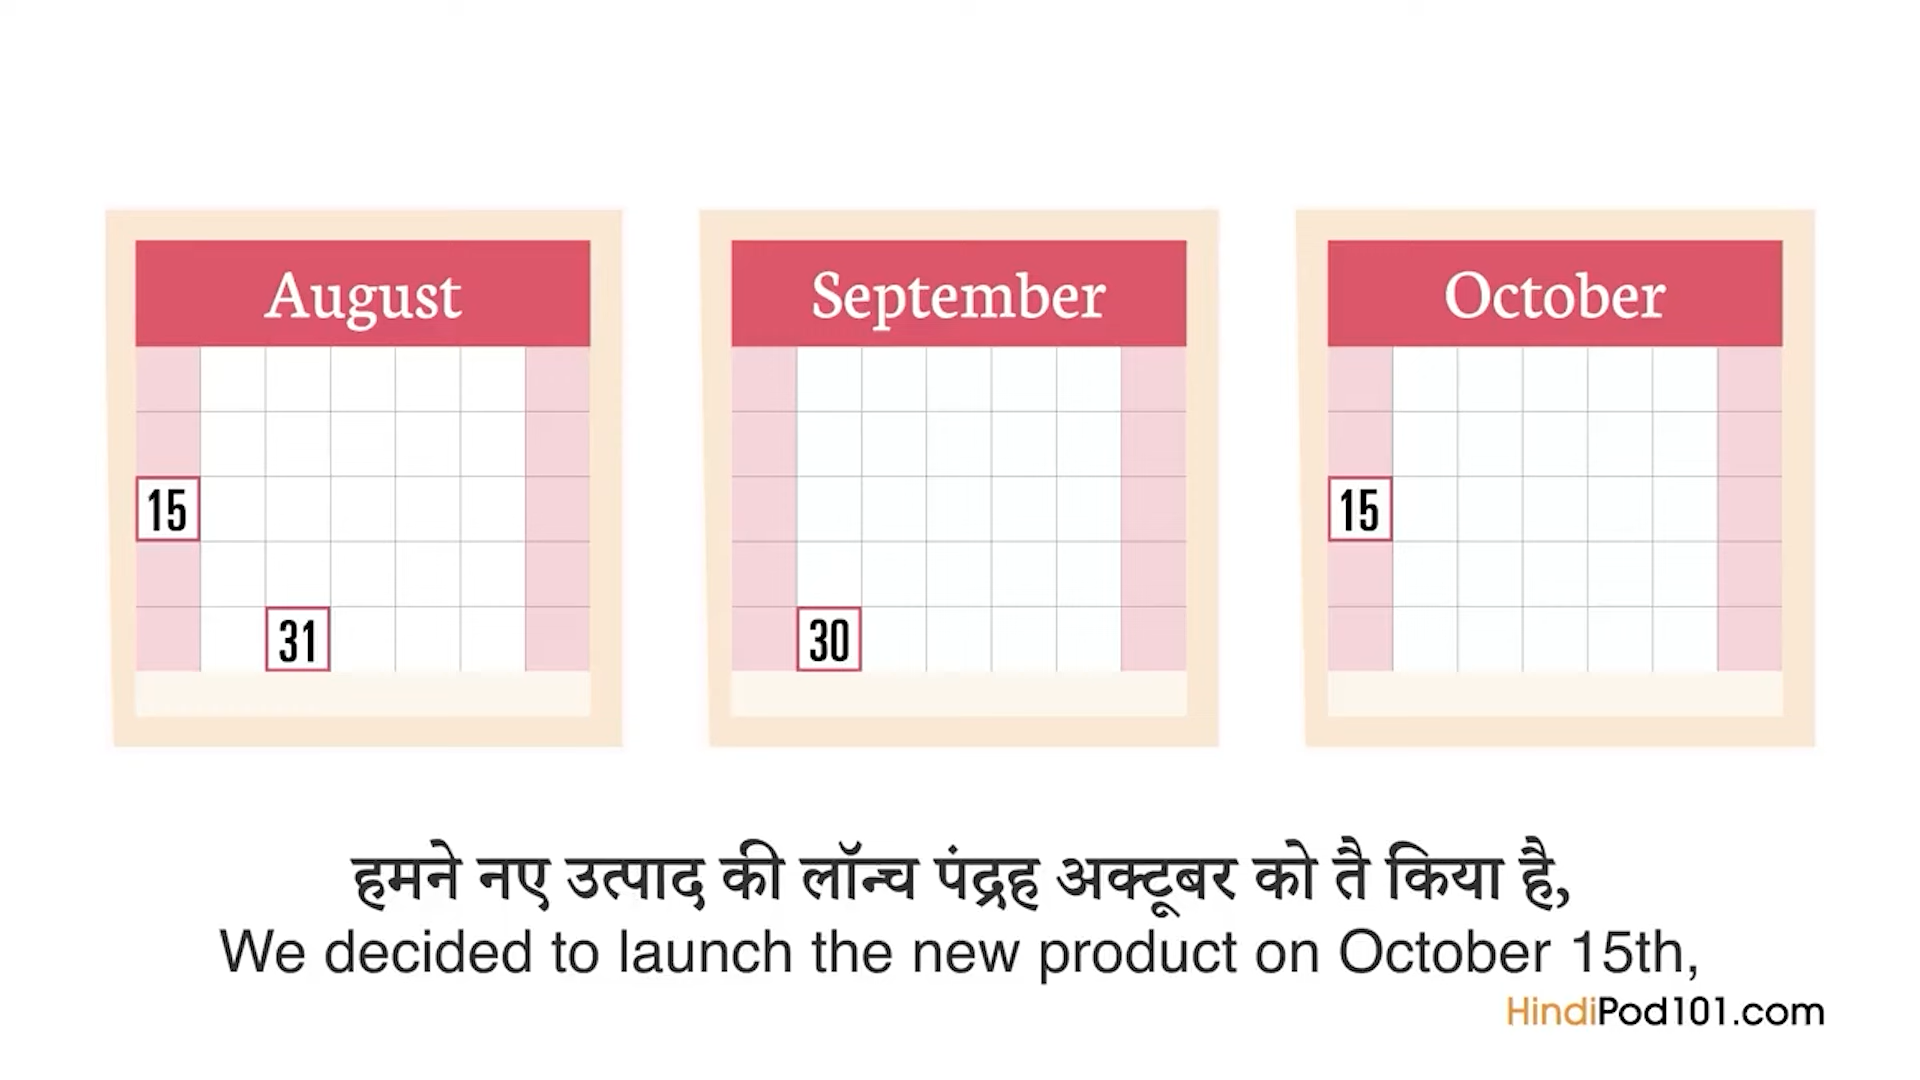 August
September
October
15
15
31
30
हमने नए उत्पाद की लॉन्च पंद्रह अक्टूबर को तै किया है,
We decided to launch the new product on October 15th,
HindiPod101.com